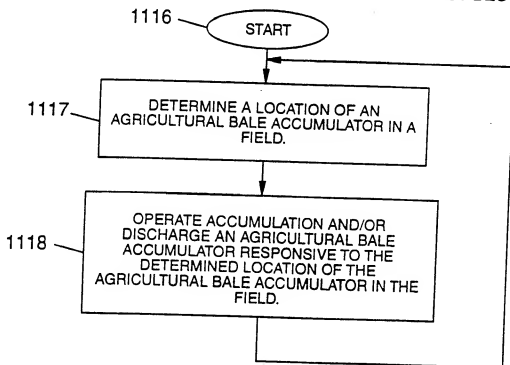 1116
START
1117
DETERMINE A LOCATION OF AN
AGRICULTURAL BALE ACCUMULATOR IN A
FIELD.
1118
OPERATE ACCUMULATION AND/OR
DISCHARGE AN AGRICULTURAL BALE
ACCUMULATOR RESPONSIVE TO THE
DETERMINED LOCATION OF THE
AGRICULTURAL BALE ACCUMULATOR IN THE
FIELD.